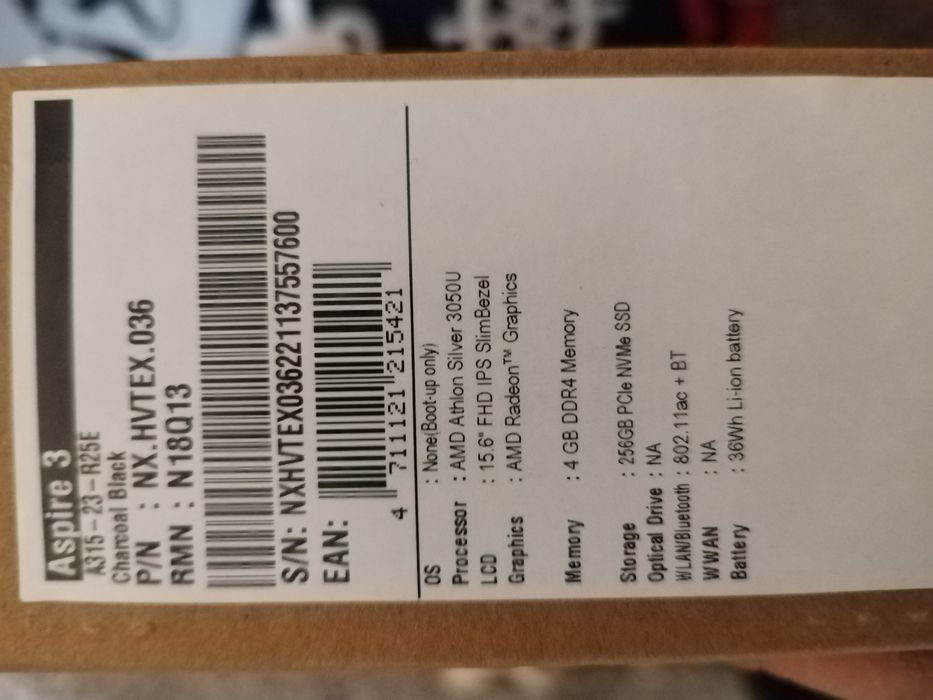 Aspire 3
A315-23-R25E
Charcoal Black
P/N : NX.HVTEX.036
RMN : N18Q13
S/N: NXHVTEX036221137557600
EAN:
4 711121 215421
OS : None(Boot-up only)
Processor : AMD Athlon Silver 3050U
LCD : 15.6" FHD IPS SlimBezel
Graphics : AMD Radeon™ Graphics
Memory : 4 GB DDR4 Memory
Storage : 256GB PCIe NVMe SSD
Optical Drive : NA
WLAN/Bluetooth : 802.11ac + BT
WWAN : NA
Battery : 36Wh Li-ion battery